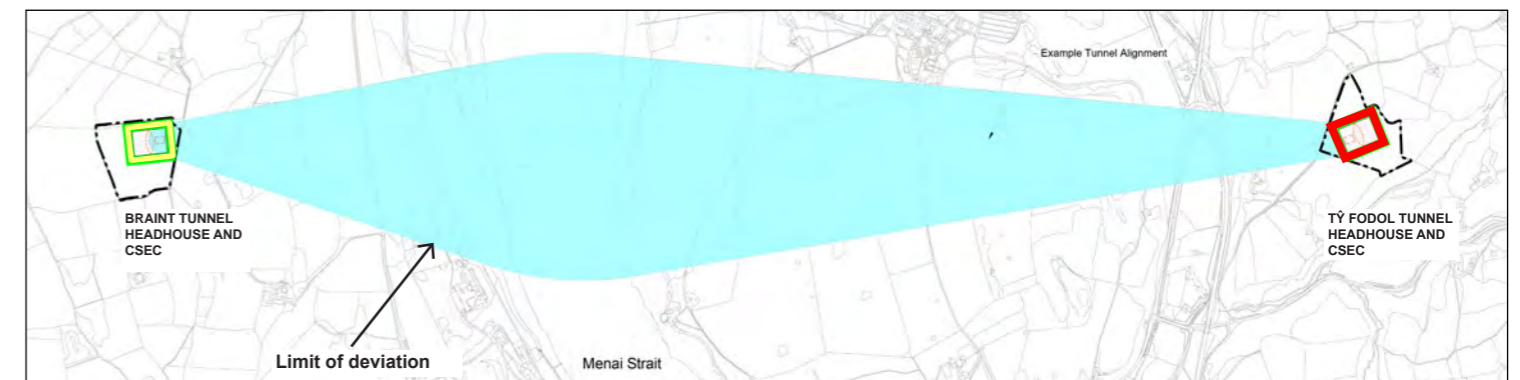 Example Tunnel Alignment
BRAINT TUNNEL
HEADHOUSE AND
CSEC
TŶ FODOL TUNNEL
HEADHOUSE AND
CSEC
Limit of deviation
Menai Strait